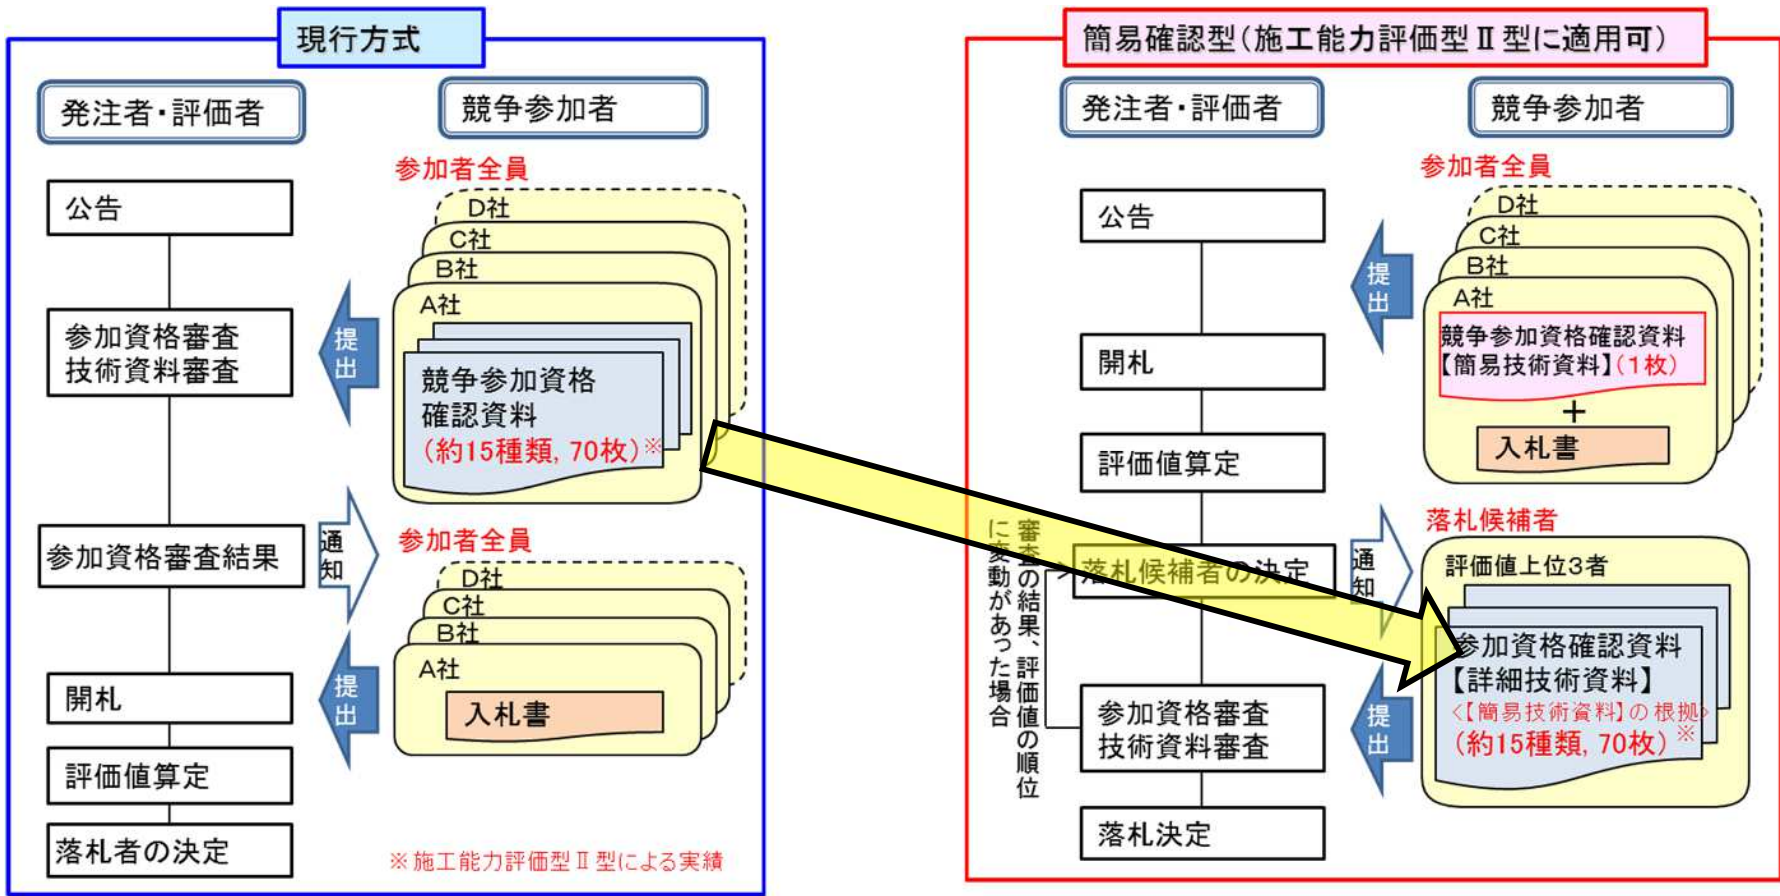 現行方式
発注者・評価者
競争参加者
参加者全員
公告
D社
C社
B社
A社
提出
参加資格審査
技術資料審査
競争参加資格
確認資料
(約15種類, 70枚)※
参加資格審査結果
通知
参加者全員
D社
C社
B社
A社
入札書
提出
開札
評価値算定
落札者の決定
※施工能力評価型Ⅱ型による実績
簡易確認型(施工能力評価型Ⅱ型に適用可)
発注者・評価者
競争参加者
参加者全員
公告
D社
C社
B社
A社
提出
競争参加資格確認資料
【簡易技術資料】(1枚)
+
入札書
開札
評価値算定
落札候補者
落札候補者の決定
通知
評価値上位3者
参加資格確認資料
【詳細技術資料】
<【簡易技術資料】の根拠>
(約15種類, 70枚)※
提出
審査の結果、評価値の順位
に変動があった場合
参加資格審査
技術資料審査
落札決定